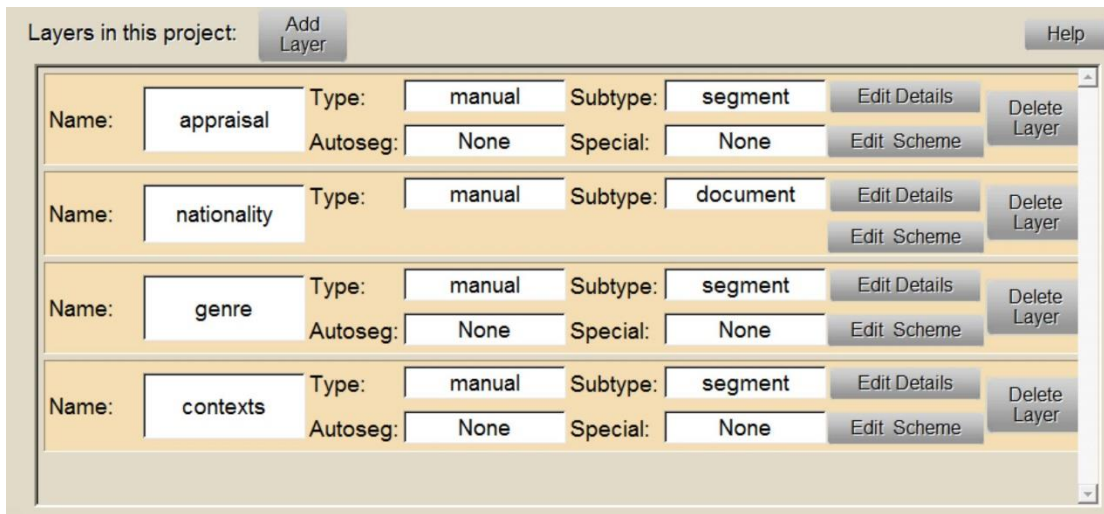 Layers in this project: Add Layer Help
Name: appraisal Type: manual Subtype: segment Edit Details Delete Layer
Autoseg: None Special: None Edit Scheme
Name: nationality Type: manual Subtype: document Edit Details Delete Layer
Edit Scheme
Name: genre Type: manual Subtype: segment Edit Details Delete Layer
Autoseg: None Special: None Edit Scheme
Name: contexts Type: manual Subtype: segment Edit Details Delete Layer
Autoseg: None Special: None Edit Scheme